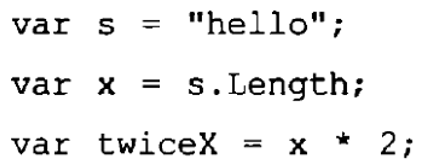 var s = "hello";
var x = s.Length;
var twiceX = x * 2;